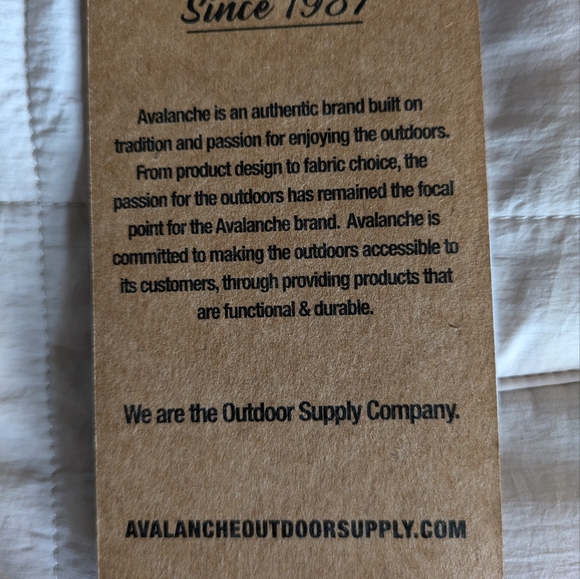 Since 1987
Avalanche is an authentic brand built on
tradition and passion for enjoying the outdoors.
From product design to fabric choice, the
passion for the outdoors has remained the focal
point for the Avalanche brand. Avalanche is
committed to making the outdoors accessible to
its customers, through providing products that
are functional & durable.
We are the Outdoor Supply Company.
AVALANCHEOUTDOORSUPPLY.COM